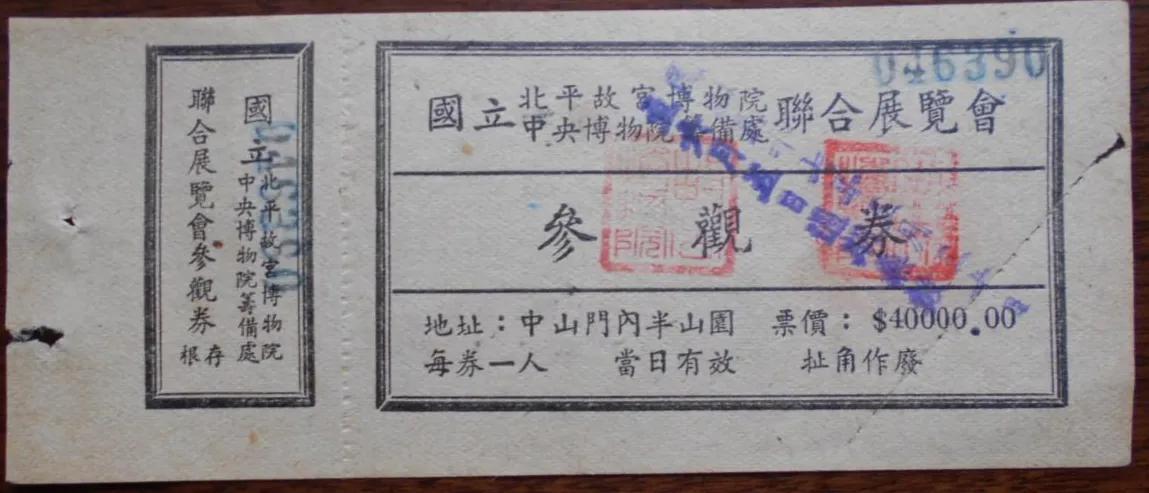 046390
國立北平故宮博物院
中央博物院籌備處聯合展覽會
參觀券
地址：中山門內半山園 票價：$40000.00
每券一人 當日有效 扯角作廢
國立北平故宮博物院
中央博物院籌備處
聯合展覽會參觀券存根
046390